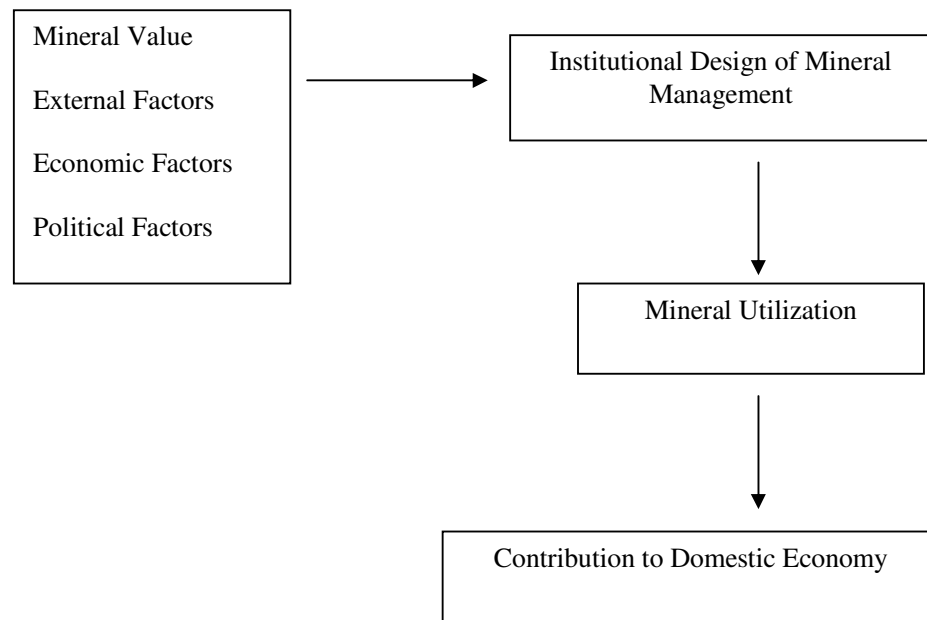 Mineral Value
External Factors
Economic Factors
Political Factors
Institutional Design of Mineral
Management
Mineral Utilization
Contribution to Domestic Economy